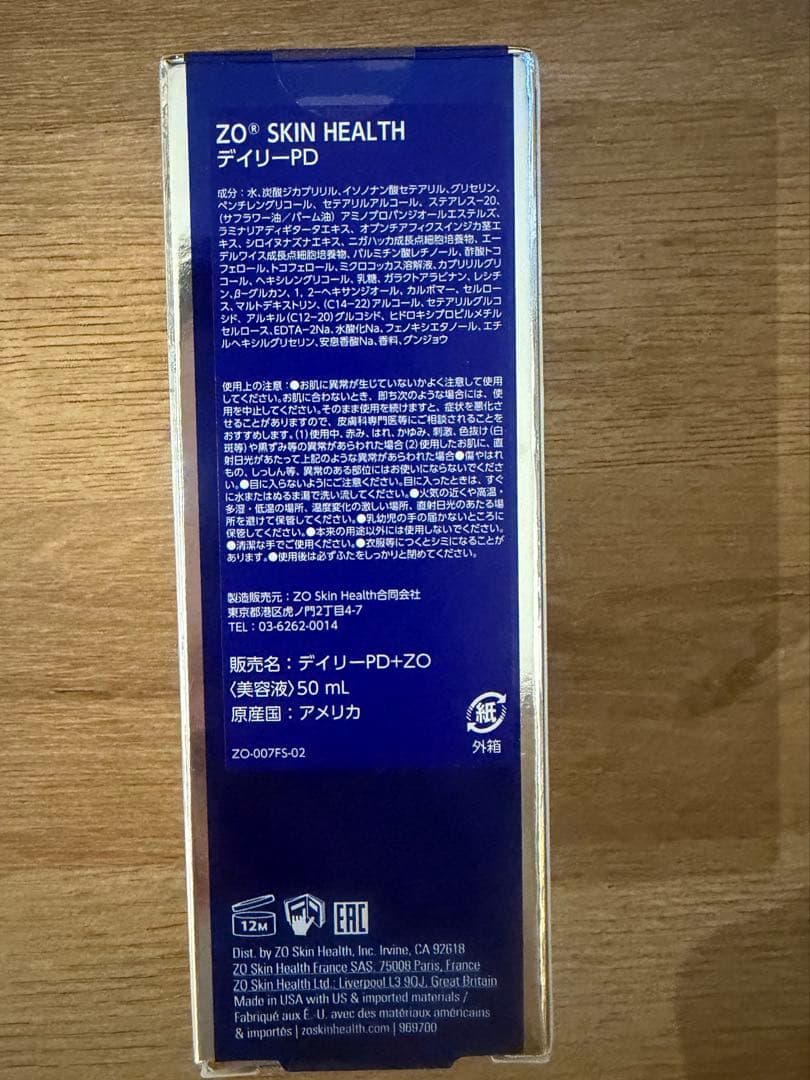 ZO® SKIN HEALTH
デイリーPD
成分：水、炭酸ジカプリリル、イソノナン酸セテアリル、グリセリン、
ペンチレングリコール、セテアリルアルコール、ステアレス-20、
(サフラワー油／パーム油) アミノプロパンジオールエステルズ、
ラミナリアディギタータエキス、オプンチアフィクスインジカ茎エ
キス、シロイヌナズナエキス、ニガハッカ成長点細胞培養物、エー
デルワイス成長点細胞培養物、パルミチン酸レチノール、酢酸トコ
フェロール、トコフェロール、ミクロコッカス溶解液、カプリリルグリ
コール、ヘキシレングリコール、乳糖、ガラクトアラビナン、レシチ
ン、β-グルカン、1, 2-ヘキサンジオール、カルボマー、セルロー
ス、マルトデキストリン、(C14-22)アルコール、セテアリルグルコ
シド、アルキル(C12-20)グルコシド、ヒドロキシプロピルメチル
セルロース、EDTA-2Na、水酸化Na、フェノキシエタノール、エチ
ルヘキシルグリセリン、安息香酸Na、香料、グンジョウ
使用上の注意：●お肌に異常が生じていないかよく注意して使用
してください。お肌に合わないとき、即ち次のような場合には、使
用を中止してください。そのまま使用を続けますと、症状を悪化さ
せることがありますので、皮膚科専門医等にご相談されることを
おすすめします。(1)使用中、赤み、はれ、かゆみ、刺激、色抜け(白
斑等)や黒ずみ等の異常があらわれた場合(2)使用したお肌に、直
射日光があたって上記のような異常があらわれた場合●傷やはれ
もの、しっしん等、異常のある部位にはお使いにならないでくださ
い。●目に入らないようにご注意ください。目に入ったときは、すぐ
に水またはぬるま湯で洗い流してください。●火気の近くや高温・
多湿・低温の場所、温度変化の激しい場所、直射日光のあたる場
所を避けて保管してください。●乳幼児の手の届かないところに
保管してください。●本来の用途以外には使用しないでください。
●清潔な手でご使用ください。●衣服等につくとシミになることが
あります。●使用後は必ずふたをしっかりと閉めてください。
製造販売元：ZO Skin Health合同会社
東京都港区虎ノ門2丁目4-7
TEL：03-6262-0014
販売名：デイリーPD+ZO
〈美容液〉50 mL
原産国：アメリカ
紙
外箱
ZO-007FS-02
12M
EAC
Dist. by ZO Skin Health, Inc. Irvine, CA 92618
ZO Skin Health France SAS: 75008 Paris, France
ZO Skin Health Ltd.: Liverpool L3 9QJ, Great Britain
Made in USA with US & imported materials /
Fabriqué aux É.-U. avec des matériaux américains
& importés | zoskinhealth.com | 969700